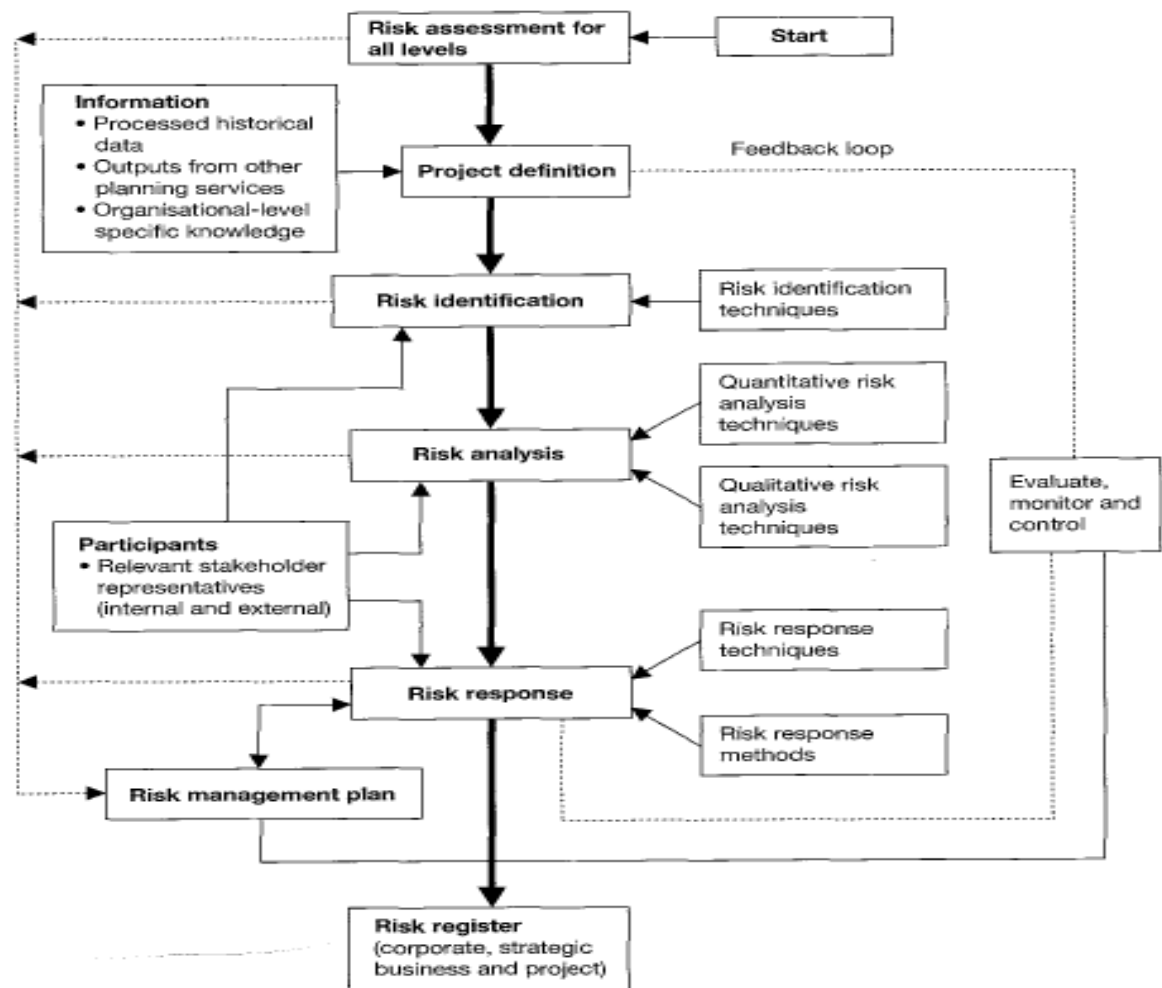 Risk assessment for
all levels
Start
Information
• Processed historical
data
• Outputs from other
planning services
• Organisational-level
specific knowledge
Project definition
Feedback loop
Risk identification
Risk identification
techniques
Quantitative risk
analysis
techniques
Risk analysis
Qualitative risk
analysis
techniques
Evaluate,
monitor and
control
Participants
• Relevant stakeholder
representatives
(internal and external)
Risk response
techniques
Risk response
Risk response
methods
Risk management plan
Risk register
(corporate, strategic
business and project)